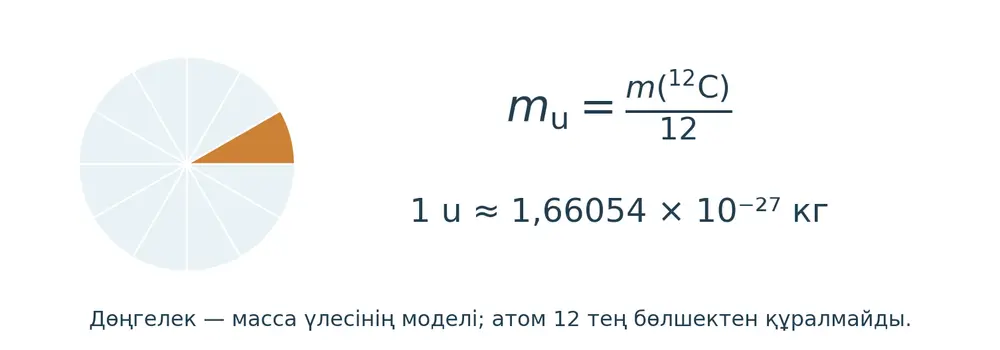 mᵤ = m(¹²C) / 12
1 u ≈ 1,66054 × 10⁻²⁷ кг
Дөңгелек — масса үлесінің моделі; атом 12 тең бөлшектен құралмайды.